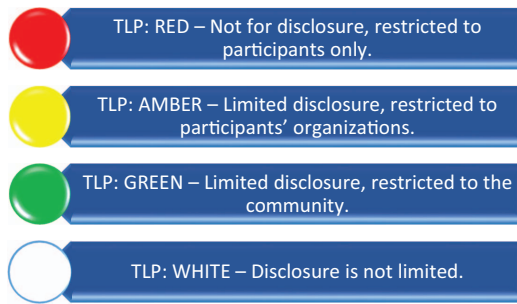 TLP: RED – Not for disclosure, restricted to
participants only.
TLP: AMBER – Limited disclosure, restricted to
participants’ organizations.
TLP: GREEN – Limited disclosure, restricted to the
community.
TLP: WHITE – Disclosure is not limited.